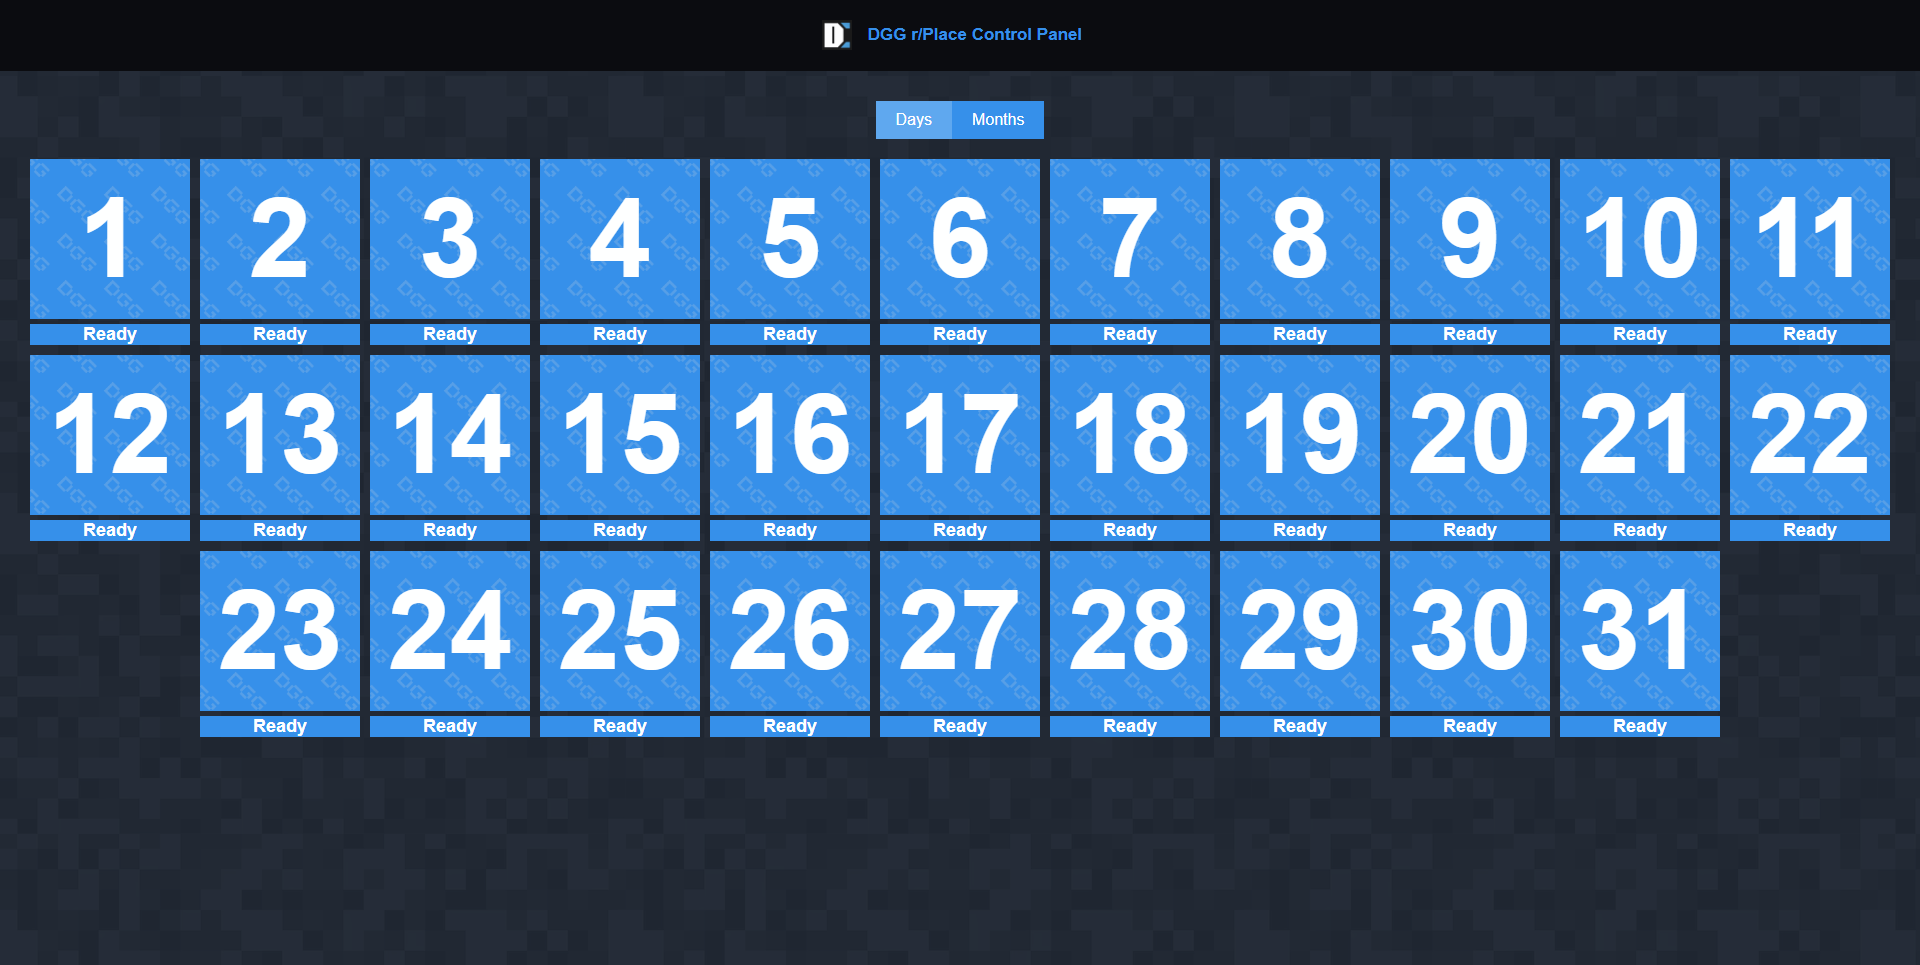 DGG r/Place Control Panel
Days Months
1 2 3 4 5 6 7 8 9 10 11
Ready Ready Ready Ready Ready Ready Ready Ready Ready Ready Ready
12 13 14 15 16 17 18 19 20 21 22
Ready Ready Ready Ready Ready Ready Ready Ready Ready Ready Ready
23 24 25 26 27 28 29 30 31
Ready Ready Ready Ready Ready Ready Ready Ready Ready